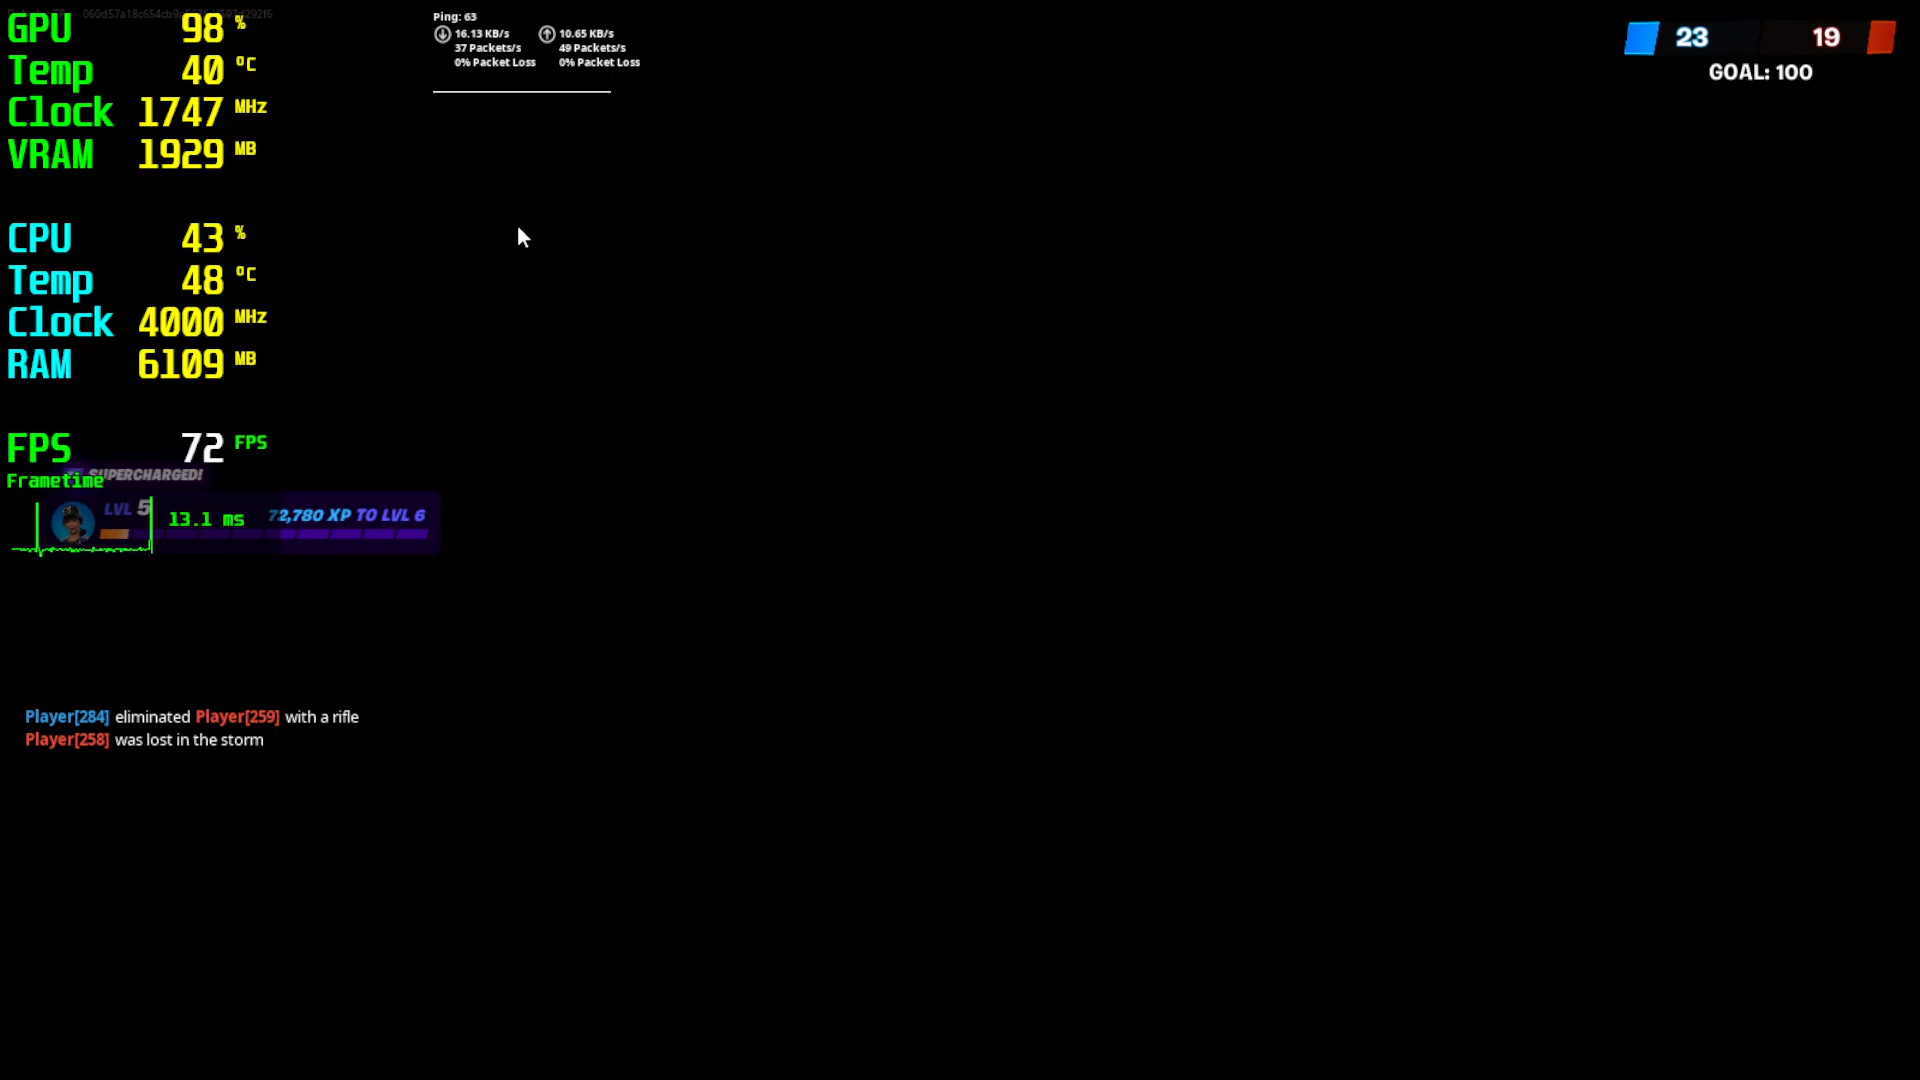 GPU 98 %
Temp 40 °C
Clock 1747 MHz
VRAM 1929 MB
CPU 43 %
Temp 48 °C
Clock 4000 MHz
RAM 6109 MB
FPS 72 FPS
SUPERCHARGED!
Frametime
LVL 5
13.1 ms
72,780 XP TO LVL 6
Player[284] eliminated Player[259] with a rifle
Player[258] was lost in the storm
Ping: 63
16.13 KB/s 10.65 KB/s
37 Packets/s 49 Packets/s
0% Packet Loss 0% Packet Loss
23 19
GOAL: 100